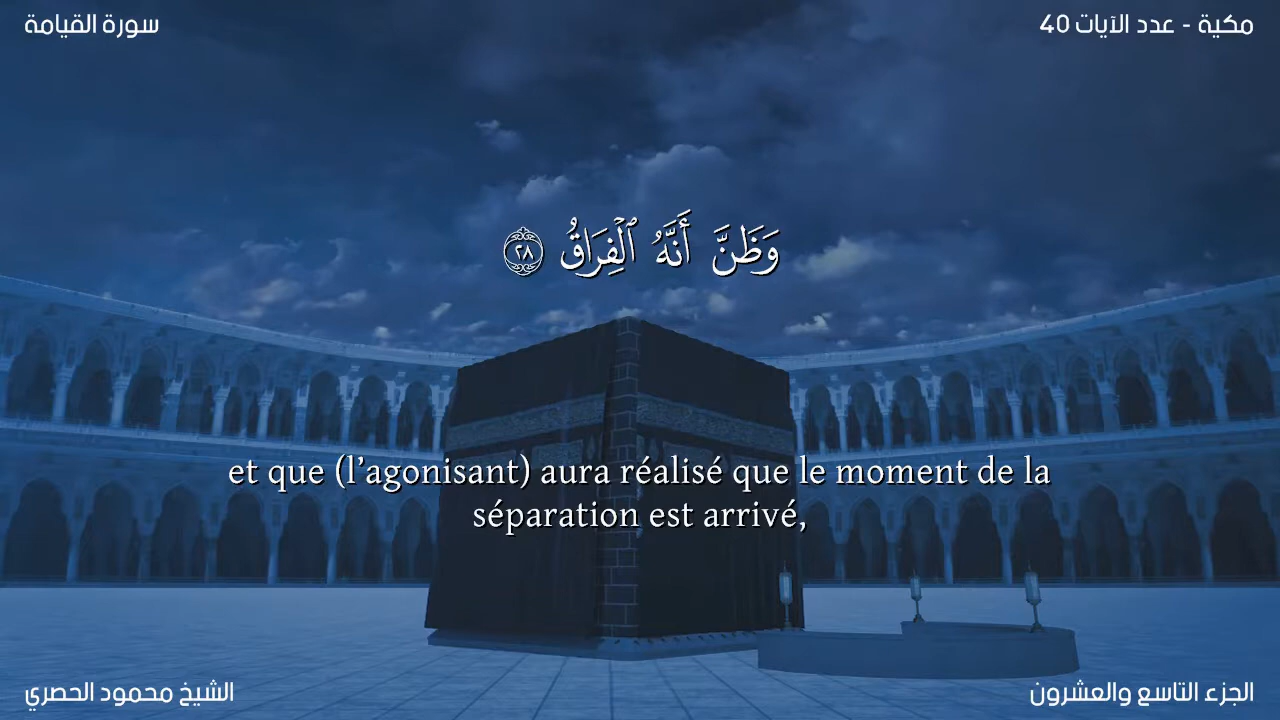 سورة القيامة
مكية - عدد الآيات 40
وَظَنَّ أَنَّهُ ٱلْفِرَاقُ ٢٨
et que (l’agonisant) aura réalisé que le moment de la
séparation est arrivé,
الشيخ محمود الحصري
الجزء التاسع والعشرون